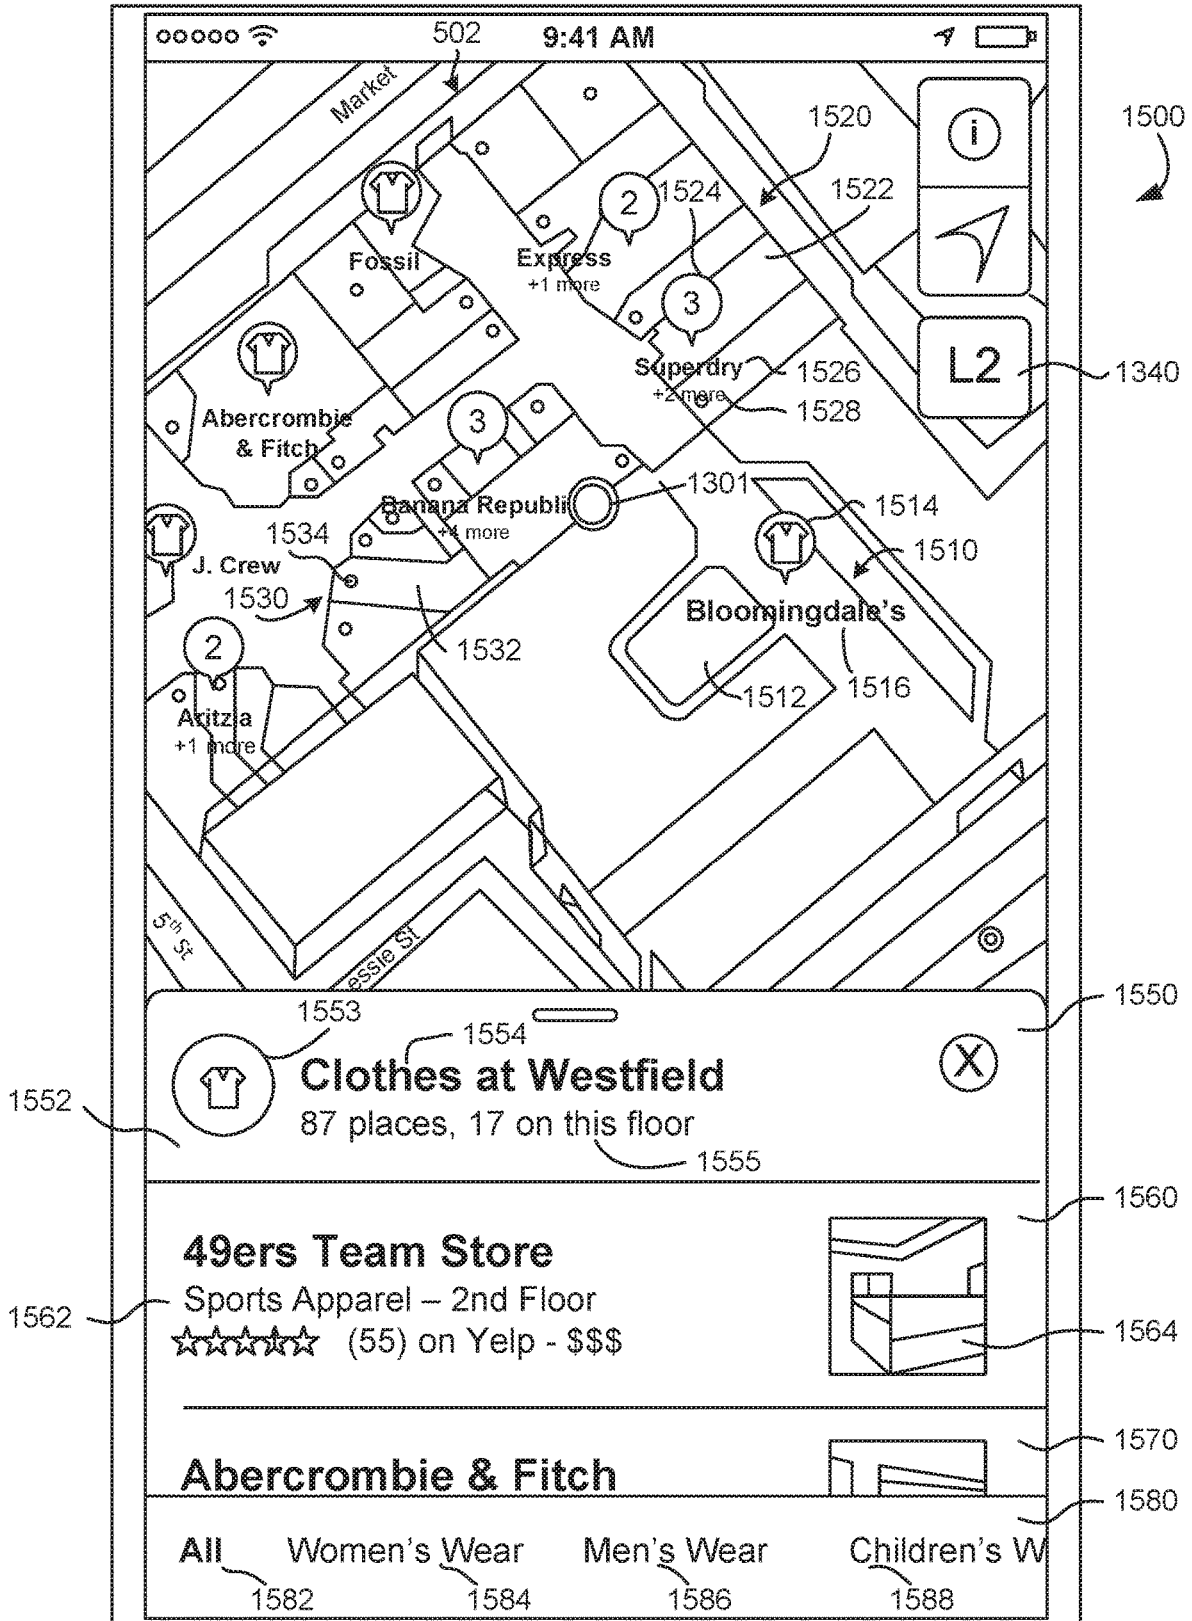 502
9:41 AM
Market
1520
1500
i
2
1524
1522
Fossil
Express
+1 more
3
L2
1340
Superdry
1526
+2 more
1528
Abercrombie
& Fitch
3
1301
Banana Republi
+4 more
1514
1534
J. Crew
1510
1530
Bloomingdale's
1532
2
1512
1516
Aritzia
+1 more
5th St
essie St
1550
1553
1554
Clothes at Westfield
X
1552
87 places, 17 on this floor
1555
1560
49ers Team Store
Sports Apparel – 2nd Floor
1562
(55) on Yelp - $$$
1564
1570
Abercrombie & Fitch
1580
All Women's Wear Men's Wear Children's W
1582 1584 1586 1588